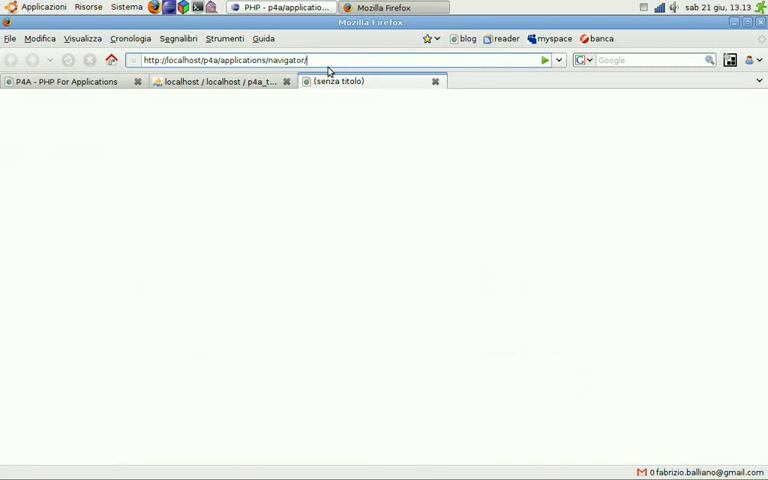 Applicazioni Risorse Sistema PHP - p4a/applicatio... Mozilla Firefox sab 21 giu, 13.13
Mozilla Firefox
File Modifica Visualizza Cronologia Segnalibri Strumenti Guida blog reader myspace banca
http://localhost/p4a/applications/navigator/ Google
P4A - PHP For Applications localhost / localhost / p4a_t... (senza titolo)
0 fabrizio.balliano@gmail.com